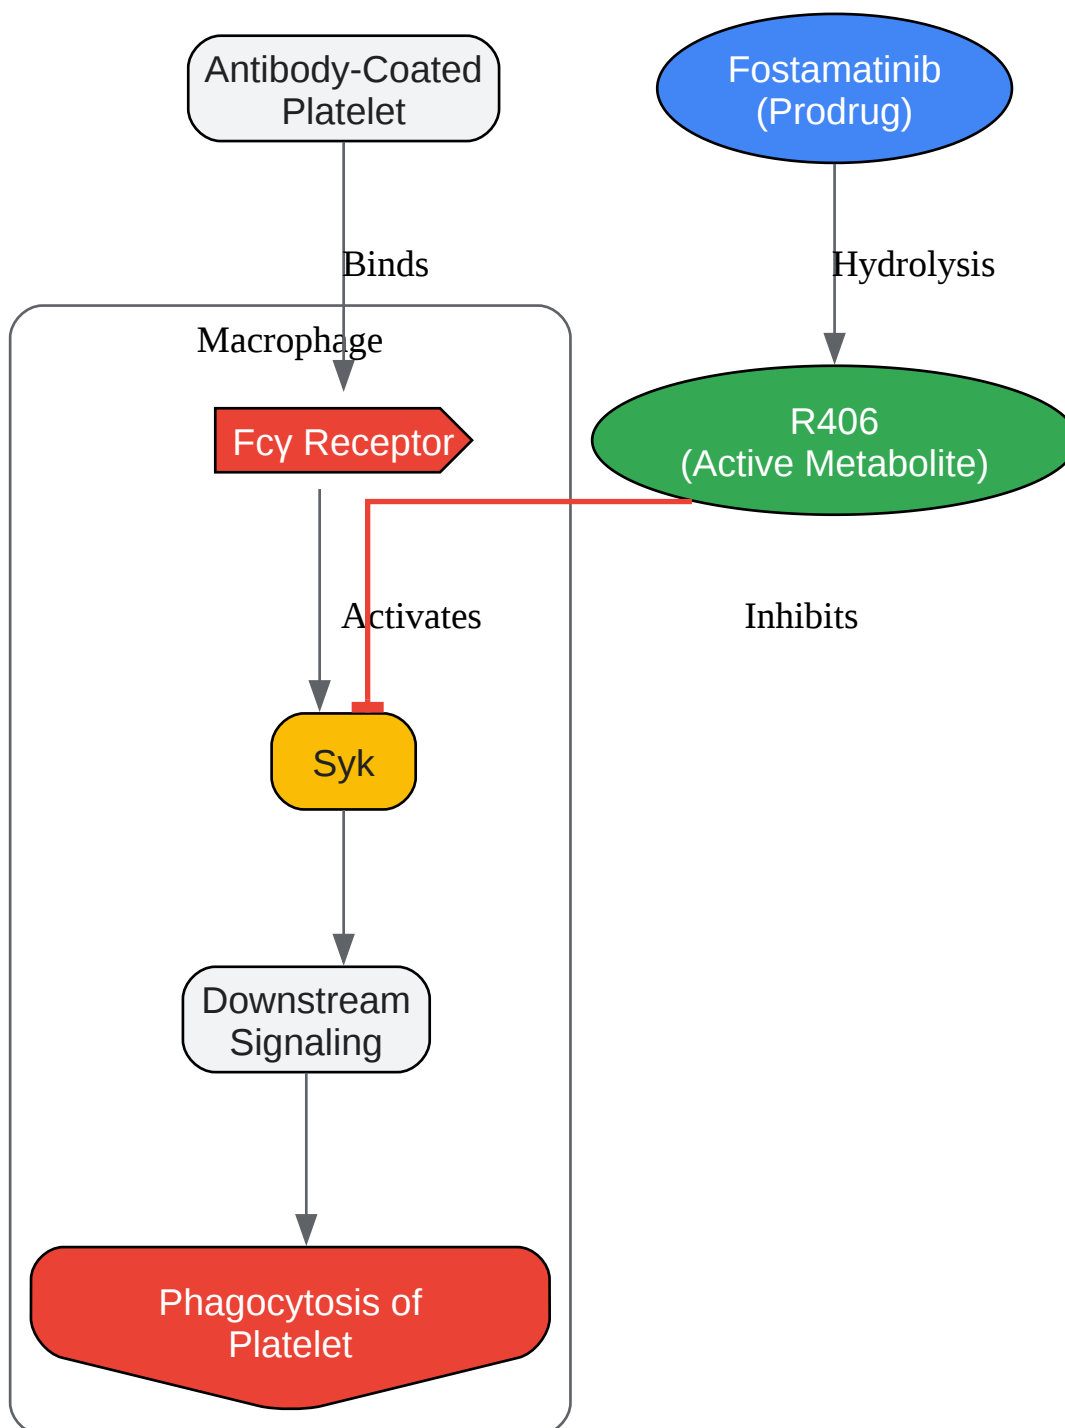 Antibody-Coated
Platelet
Fostamatinib
(Prodrug)
Binds
Hydrolysis
Macrophage
Fcγ Receptor
R406
(Active Metabolite)
Activates
Inhibits
Syk
Downstream
Signaling
Phagocytosis of
Platelet